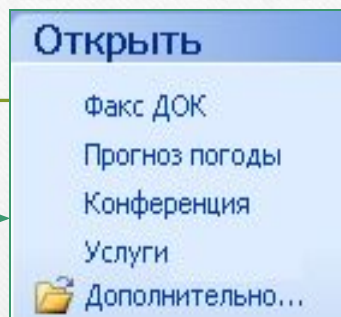 Открыть
Факс ДОК
Прогноз погоды
Конференция
Услуги
Дополнительно...